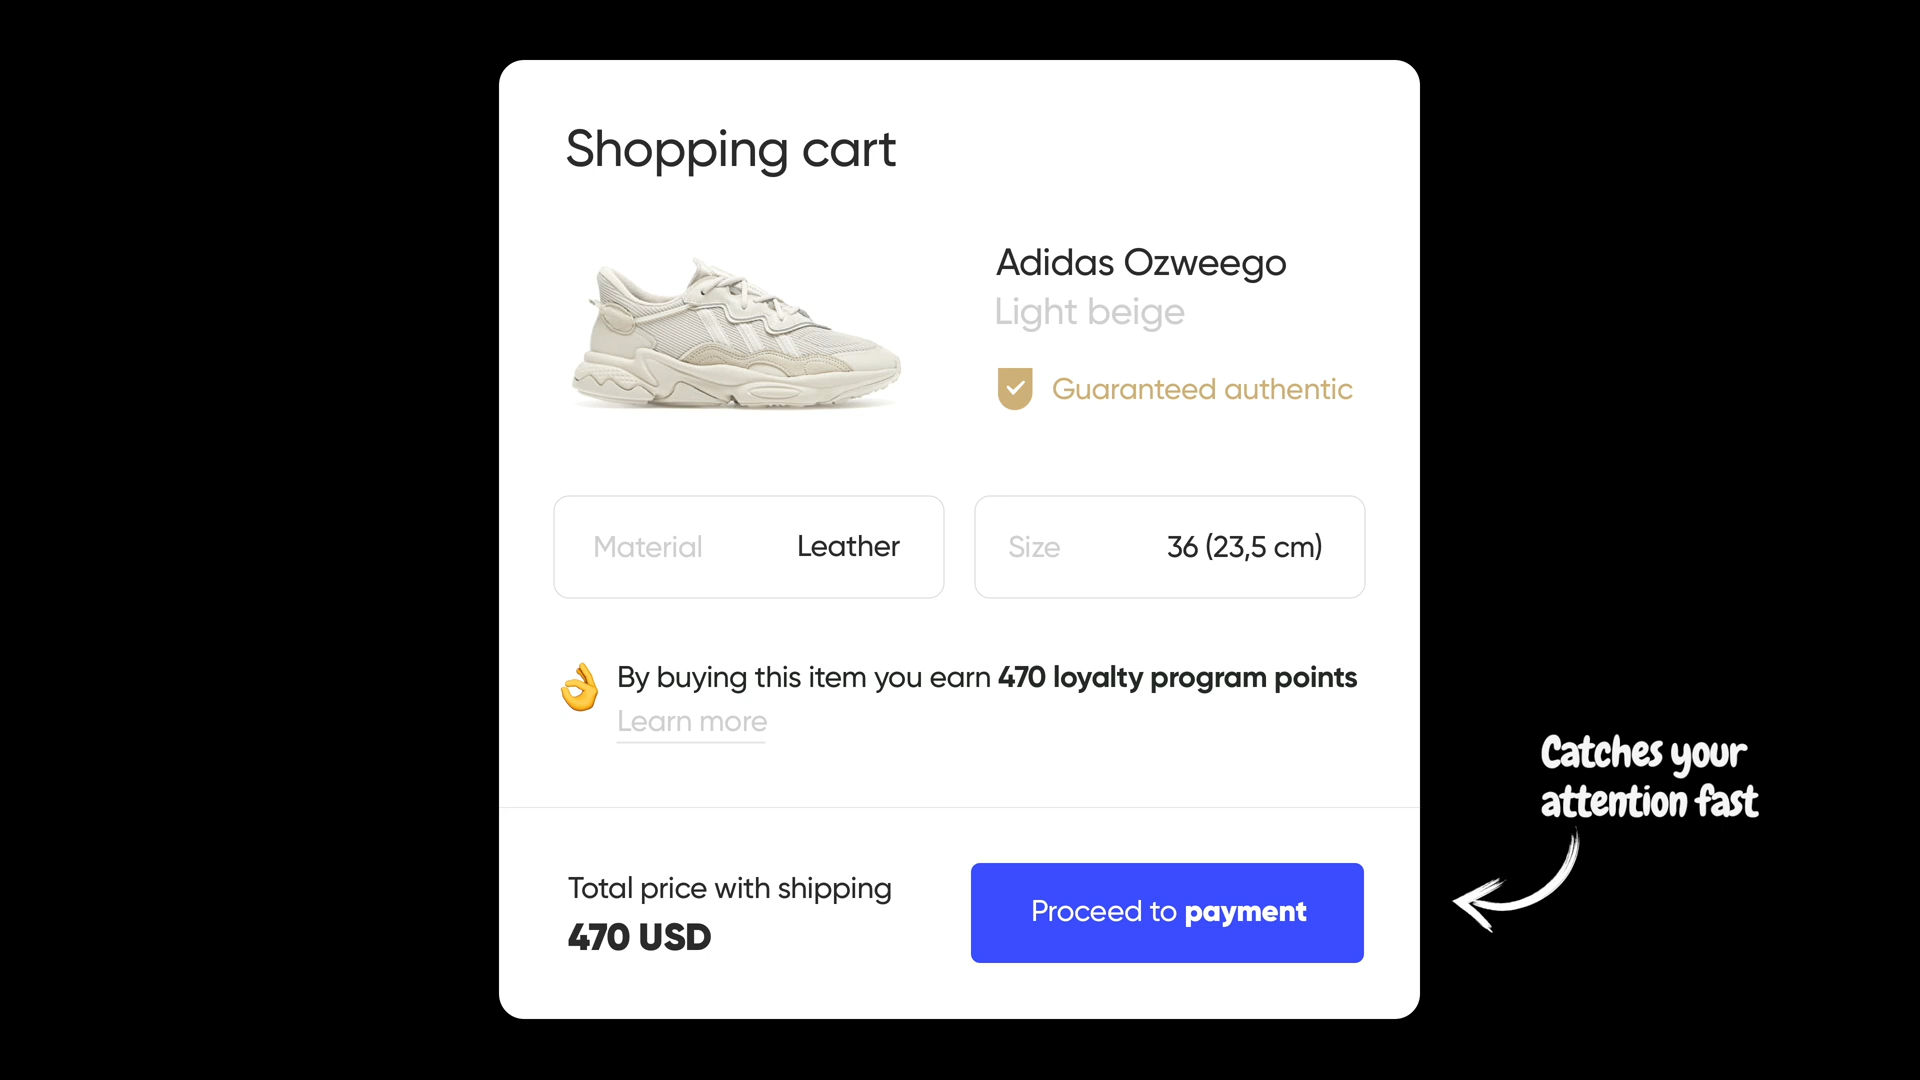 Shopping cart
Adidas Ozweego
Light beige
Guaranteed authentic
Material Leather
Size 36 (23,5 cm)
By buying this item you earn 470 loyalty program points
Learn more
Total price with shipping
470 USD
Proceed to payment
Catches your
attention fast